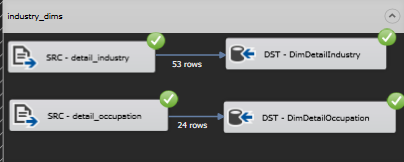 industry_dims
SRC - detail_industry
DST - DimDetailIndustry
53 rows
SRC - detail_occupation
DST - DimDetailOccupation
24 rows